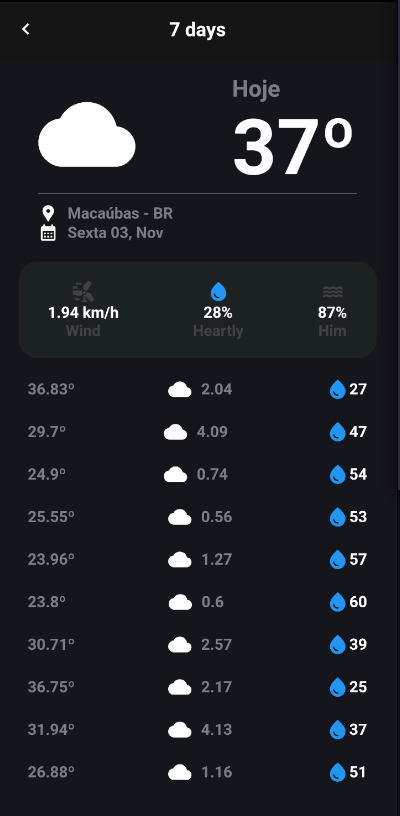 7 days
Hoje
37º
Macaúbas - BR
Sexta 03, Nov
1.94 km/h 28% 87%
Wind Heartly Him
36.83º 2.04 27
29.7º 4.09 47
24.9º 0.74 54
25.55º 0.56 53
23.96º 1.27 57
23.8º 0.6 60
30.71º 2.57 39
36.75º 2.17 25
31.94º 4.13 37
26.88º 1.16 51